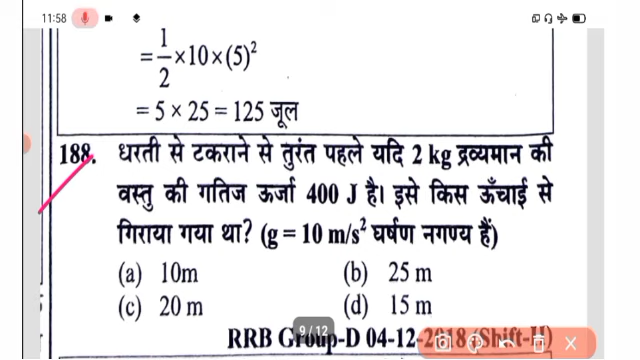 11:58
= 1/2 ×10×(5)²
= 5 × 25 = 125 जूल
188. धरती से टकराने से तुरंत पहले यदि 2 kg द्रव्यमान की
वस्तु की गतिज ऊर्जा 400 J है। इसे किस ऊँचाई से
गिराया गया था? (g = 10 m/s² घर्षण नगण्य हैं)
(a) 10m (b) 25 m
(c) 20 m (d) 15 m
9 / 12
RRB Group-D 04-12-2018 (Shift-II)